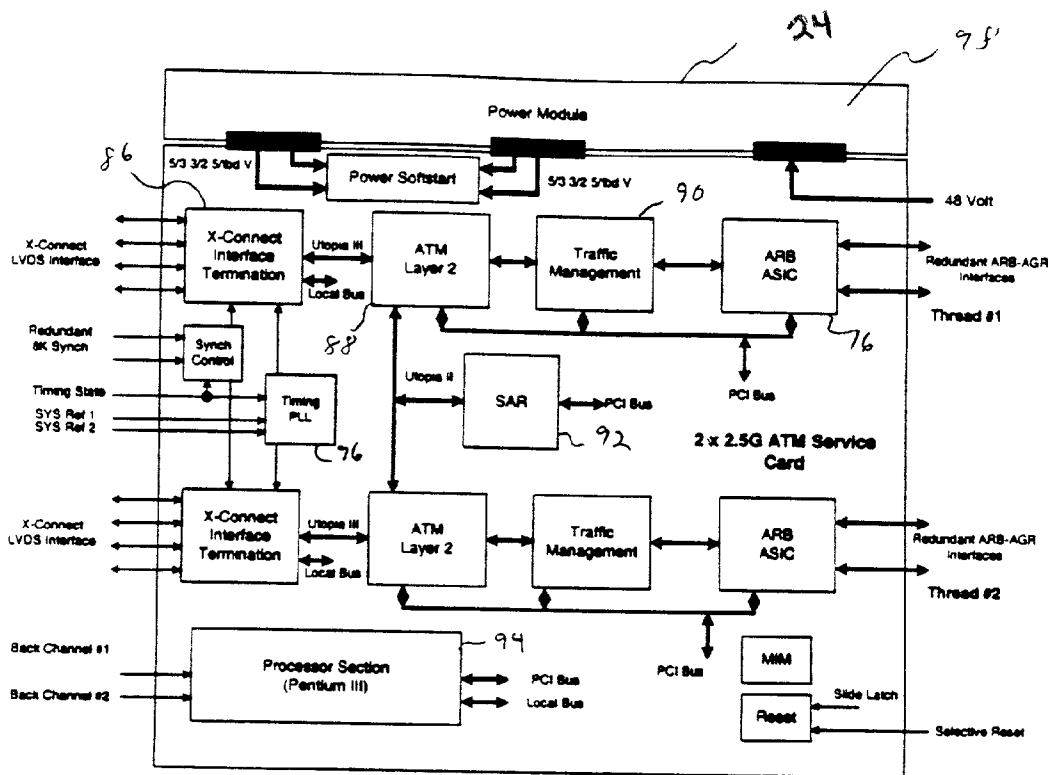 24
Power Module
86
5/3 3/2 5/tbd V
Power Softstart
5/3 3/2 5/tbd V
90
48 Volt
X-Connect
LVDS Interface
X-Connect
Interface
Termination
Utopia III
Local Bus
ATM
Layer 2
88
Traffic
Management
ARB
ASIC
76
Redundant ARB-AGR
Interfaces
Thread #1
Redundant
8K Synch
Synch
Control
Timing State
SYS Ref 1
SYS Ref 2
Timing
PLL
96
Utopia II
SAR
92
PCI Bus
PCI Bus
2 x 2.5G ATM Service
Card
X-Connect
LVDS Interface
X-Connect
Interface
Termination
Utopia III
Local Bus
ATM
Layer 2
Traffic
Management
ARB
ASIC
Redundant ARB-AGR
Interfaces
Thread #2
PCI Bus
Back Channel #1
Back Channel #2
94
Processor Section
(Pentium III)
PCI Bus
Local Bus
MIM
Reset
Slide Latch
Selective Reset